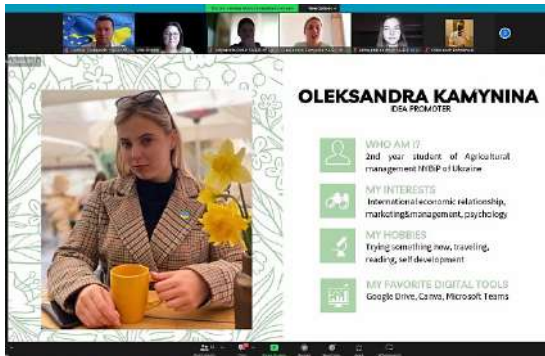 OLEKSANDRA KAMYNINA
IDEA PROMOTER
WHO AM I?
2nd year student of Agricultural
management NYBiP of Ukraine
MY INTERESTS
International economic relationship,
marketing&management, psychology
MY HOBBIES
Trying something new, traveling,
reading, self development
MY FAVORITE DIGITAL TOOLS
Google Drive, Canva, Microsoft Teams